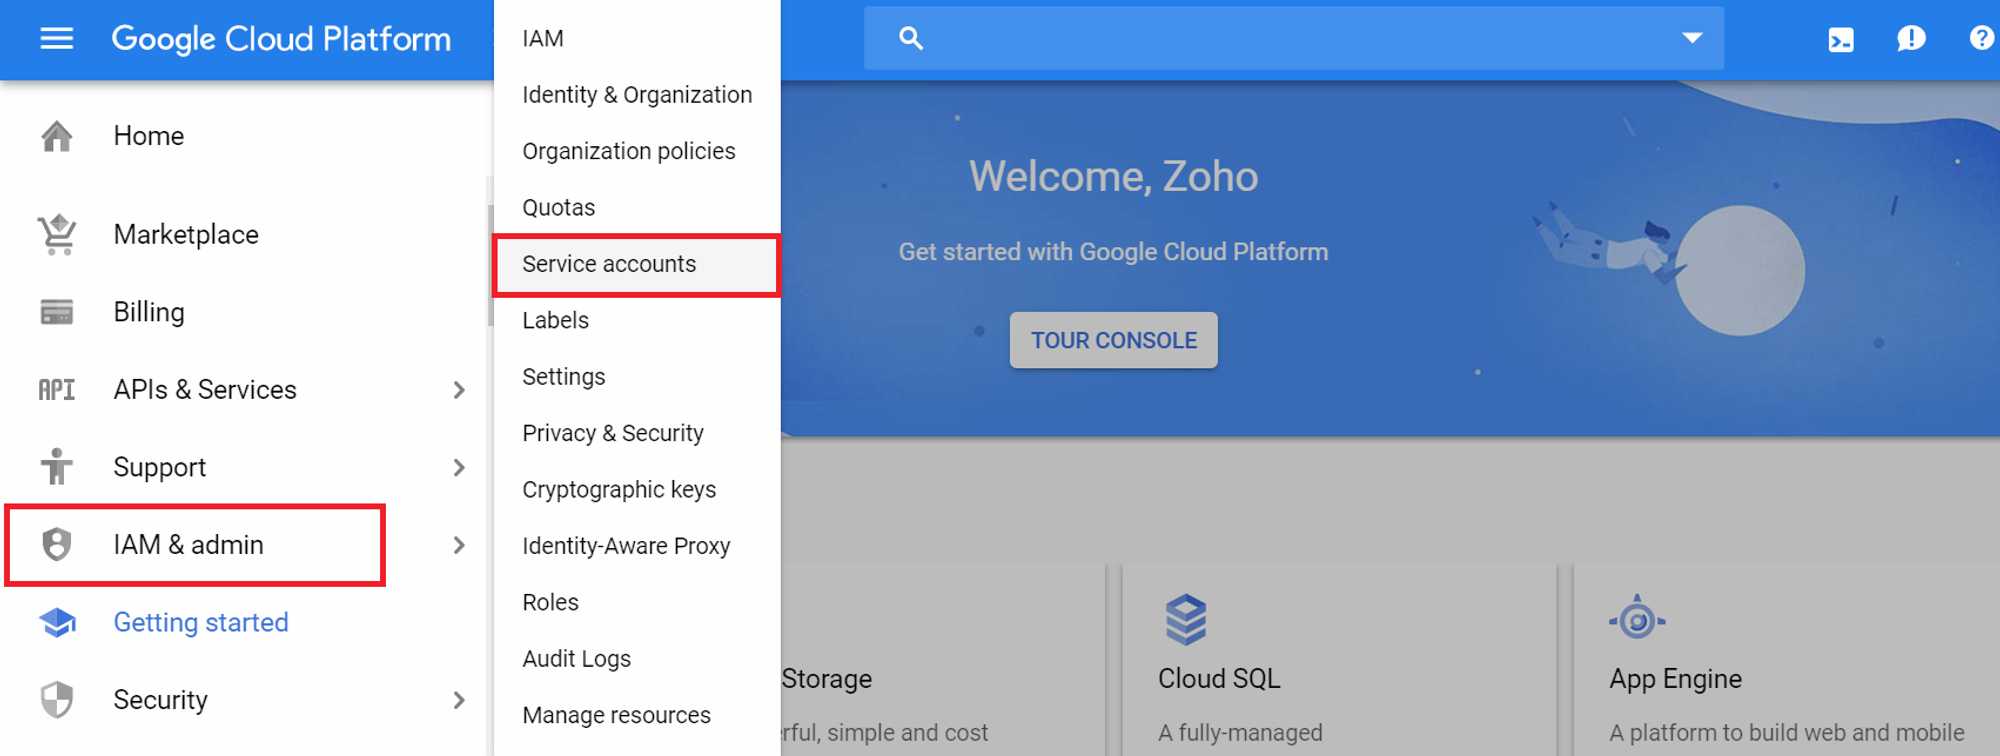 Google Cloud Platform
Home
Marketplace
Billing
API APIs & Services
Support
IAM & admin
Getting started
Security
IAM
Identity & Organization
Organization policies
Quotas
Service accounts
Labels
Settings
Privacy & Security
Cryptographic keys
Identity-Aware Proxy
Roles
Audit Logs
Manage resources
Welcome, Zoho
Get started with Google Cloud Platform
TOUR CONSOLE
Storage
rful, simple and cost
Cloud SQL
A fully-managed
App Engine
A platform to build web and mobile